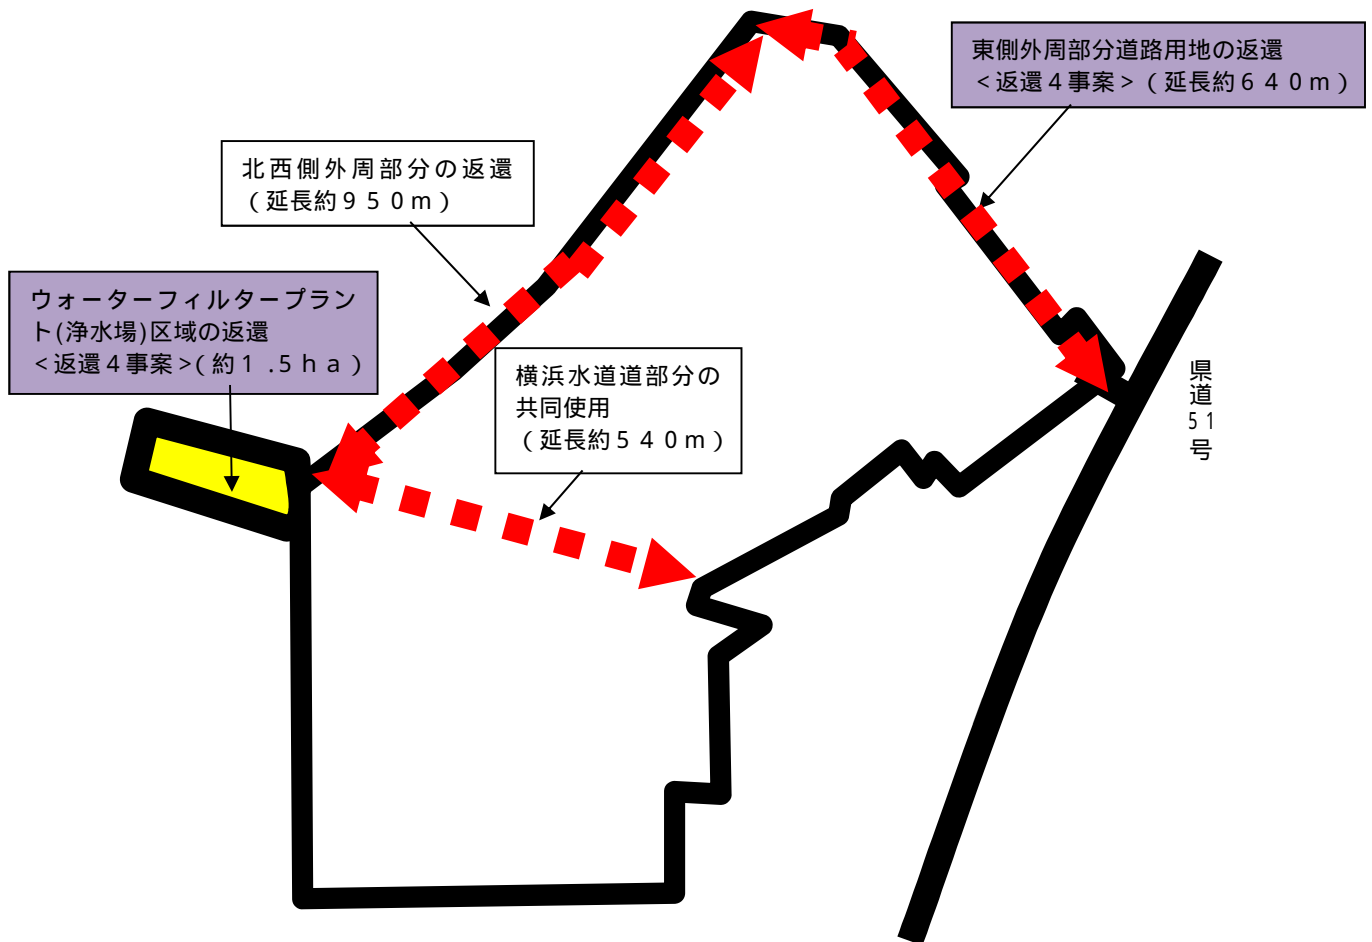 東側外周部分道路用地の返還
＜返還４事案＞（延長約６４０ｍ）
北西側外周部分の返還
（延長約９５０ｍ）
ウォーターフィルタープラン
ト(浄水場)区域の返還
＜返還４事案＞(約１.５ｈａ）
横浜水道道部分の
共同使用
（延長約５４０ｍ）
県道51号